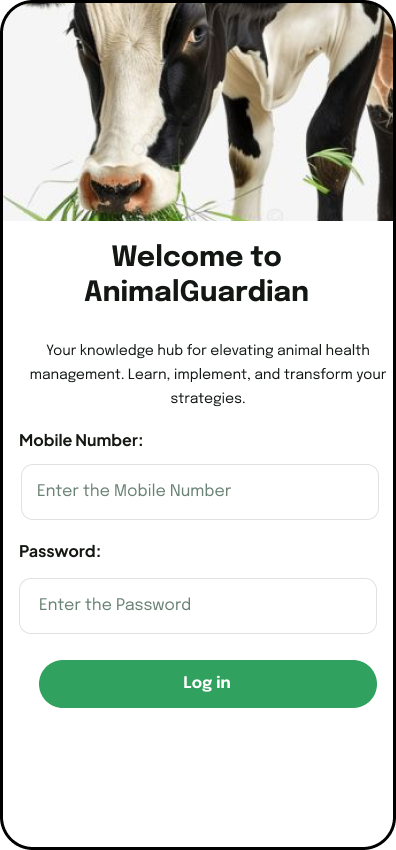 Welcome to
AnimalGuardian
Your knowledge hub for elevating animal health
management. Learn, implement, and transform your
strategies.
Mobile Number:
Enter the Mobile Number
Password:
Enter the Password
Log in